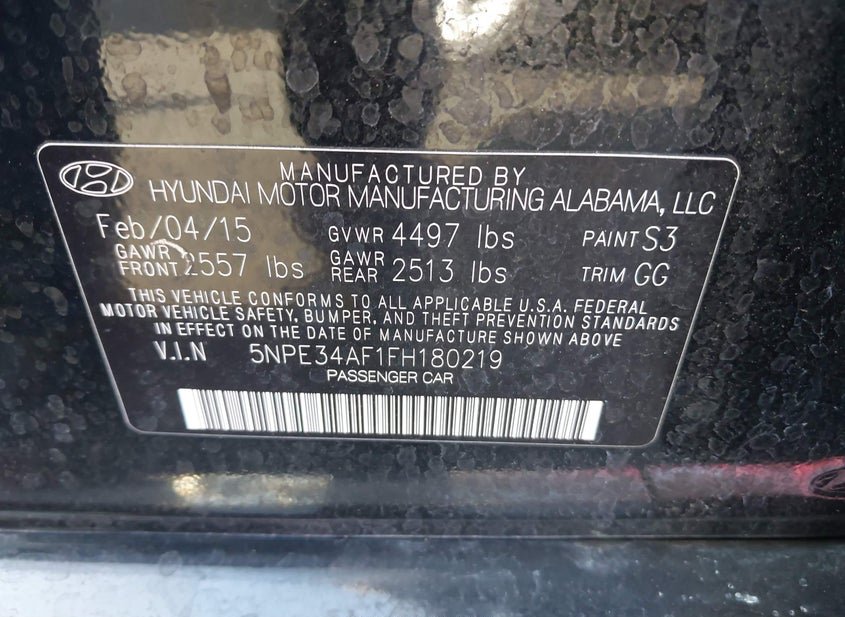 MANUFACTURED BY
HYUNDAI MOTOR MANUFACTURING ALABAMA, LLC
Feb/04/15 GVWR 4497 lbs PAINT S3
GAWR FRONT 2557 lbs GAWR REAR 2513 lbs TRIM GG
THIS VEHICLE CONFORMS TO ALL APPLICABLE U.S.A. FEDERAL
MOTOR VEHICLE SAFETY, BUMPER, AND THEFT PREVENTION STANDARDS
IN EFFECT ON THE DATE OF MANUFACTURE SHOWN ABOVE
V.I.N 5NPE34AF1FH180219
PASSENGER CAR